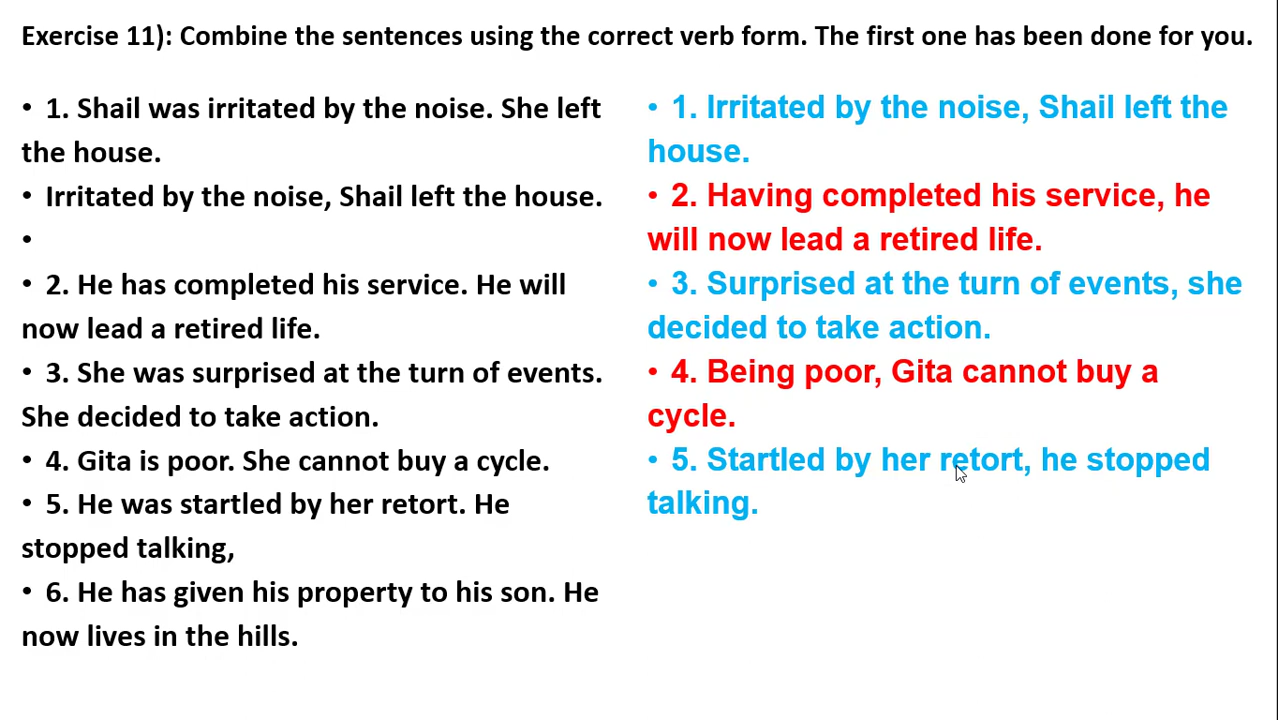 Exercise 11): Combine the sentences using the correct verb form. The first one has been done for you.
• 1. Shail was irritated by the noise. She left
the house.
• Irritated by the noise, Shail left the house.
•
• 2. He has completed his service. He will
now lead a retired life.
• 3. She was surprised at the turn of events.
She decided to take action.
• 4. Gita is poor. She cannot buy a cycle.
• 5. He was startled by her retort. He
stopped talking,
• 6. He has given his property to his son. He
now lives in the hills.
• 1. Irritated by the noise, Shail left the
house.
• 2. Having completed his service, he
will now lead a retired life.
• 3. Surprised at the turn of events, she
decided to take action.
• 4. Being poor, Gita cannot buy a
cycle.
• 5. Startled by her retort, he stopped
talking.